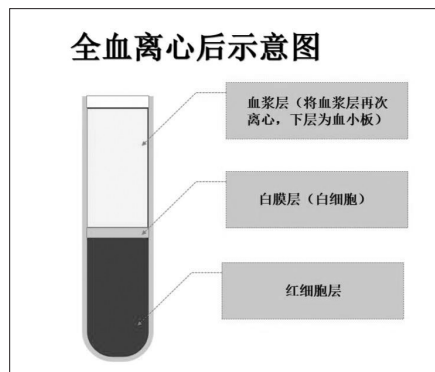 全血离心后示意图
血浆层（将血浆层再次
离心，下层为血小板）
白膜层（白细胞）
红细胞层